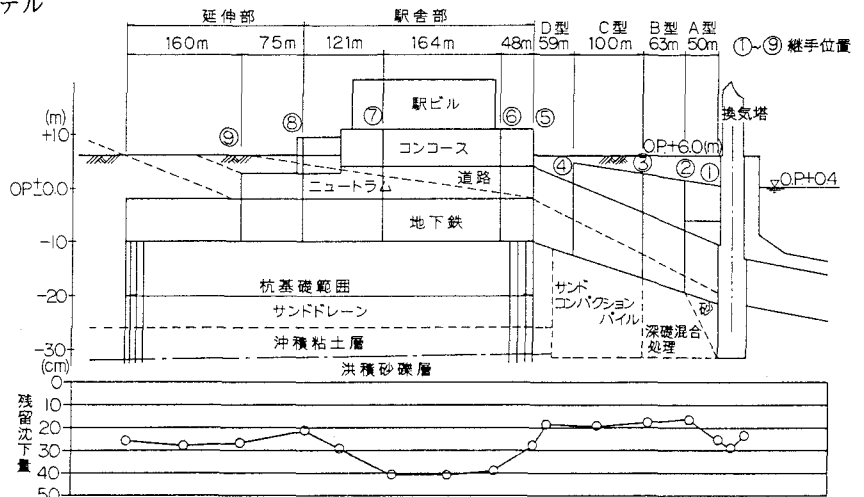 デル
延伸部 駅舎部
160m 75m 121m 164m 48m
D型 59m
C型 100m
B型 63m
A型 50m
①~⑨ 継手位置
(m)
+10
OP±0.0
-10
-20
-30
(cm)
駅ビル
換気塔
⑨ ⑧ ⑦ ⑥ ⑤
コンコース
O.P.+6.0(m)
④ ③ ② ①
道路
ニュートラム
O.P.+0.4
地下鉄
杭基礎範囲
サンド
コンパクション
パイル
砂
サンドドレーン
深礎混合
処理
沖積粘土層
洪積砂礫層
残留沈下量
0
10
20
30
40
50